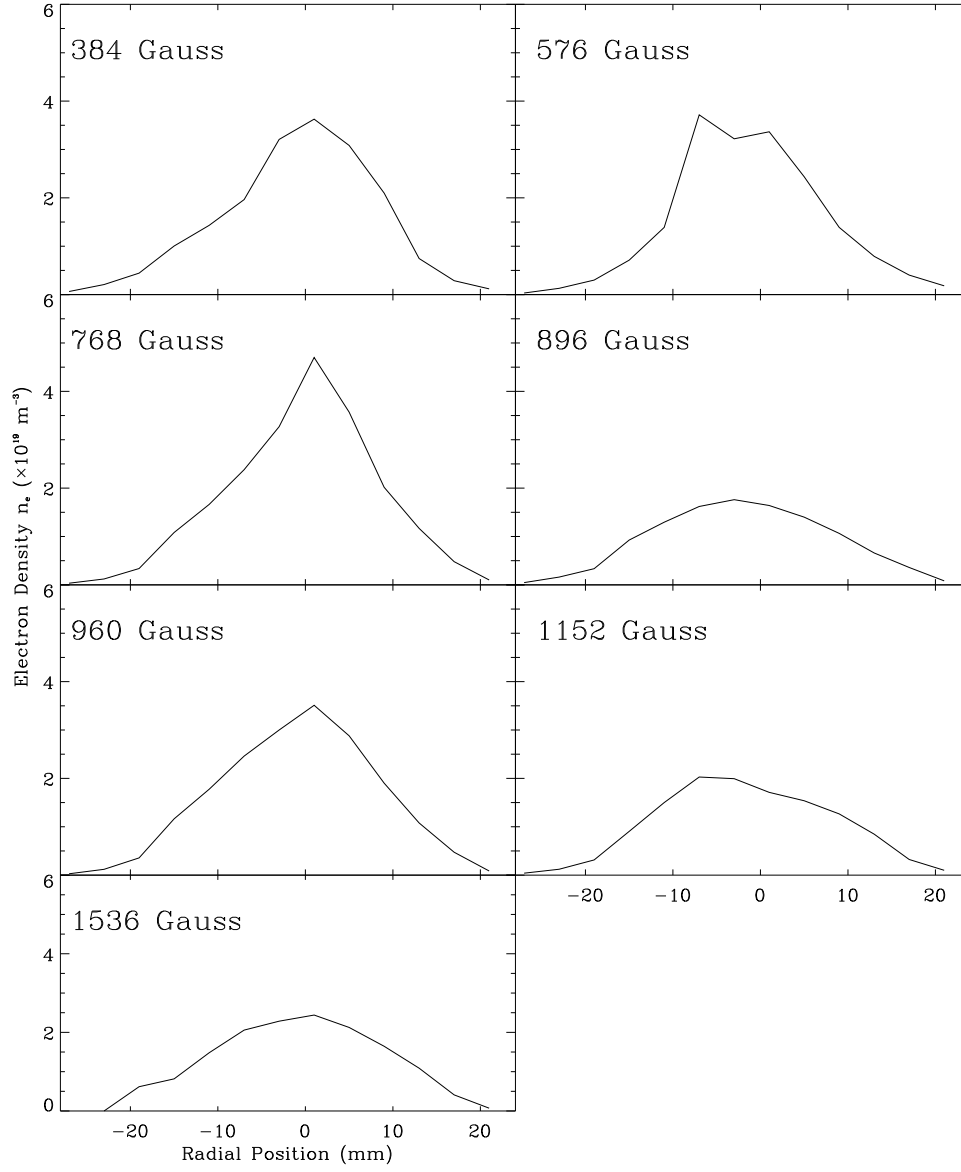 6
4
2
384 Gauss
576 Gauss
6
4
2
768 Gauss
896 Gauss
Electron Density nₑ (×10¹⁹ m⁻³)
6
4
2
960 Gauss
1152 Gauss
−20 −10 0 10 20
6
4
2
0
1536 Gauss
−20 −10 0 10 20
Radial Position (mm)